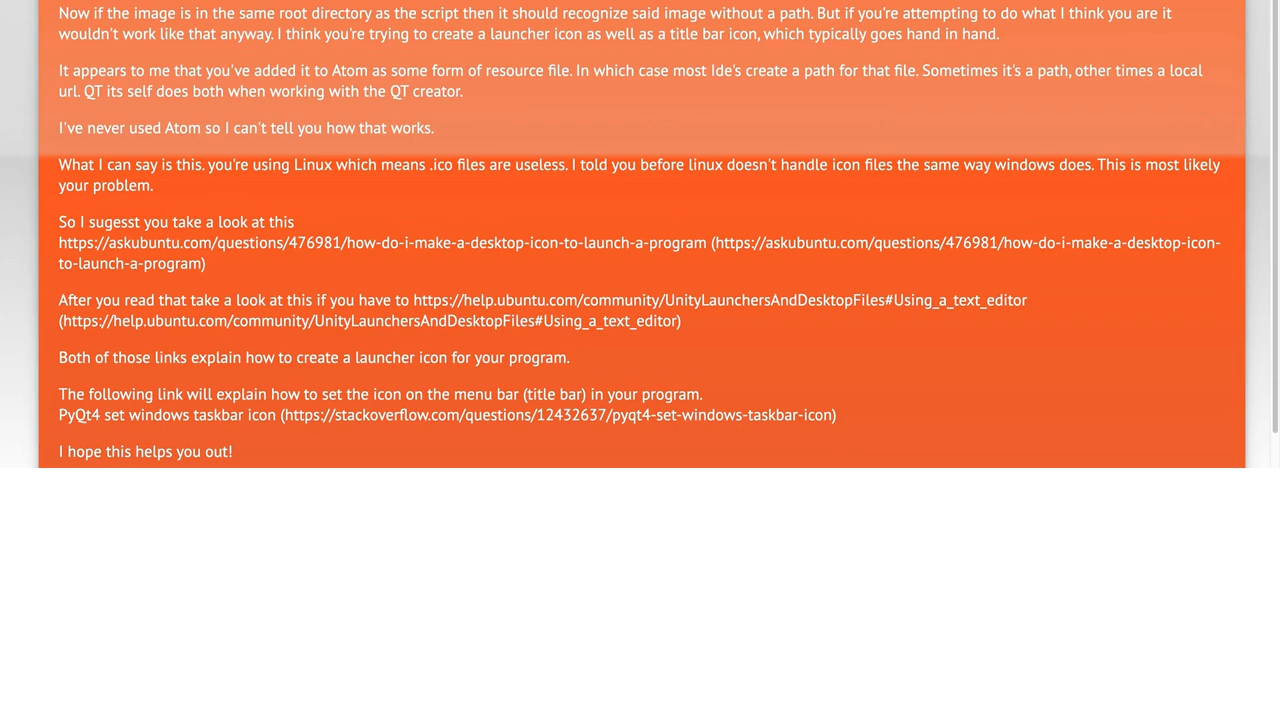 Now if the image is in the same root directory as the script then it should recognize said image without a path. But if you're attempting to do what I think you are it
wouldn't work like that anyway. I think you're trying to create a launcher icon as well as a title bar icon, which typically goes hand in hand.
It appears to me that you've added it to Atom as some form of resource file. In which case most Ide's create a path for that file. Sometimes it's a path, other times a local
url. QT its self does both when working with the QT creator.
I've never used Atom so I can't tell you how that works.
What I can say is this. you're using Linux which means .ico files are useless. I told you before linux doesn't handle icon files the same way windows does. This is most likely
your problem.
So I sugesst you take a look at this
https://askubuntu.com/questions/476981/how-do-i-make-a-desktop-icon-to-launch-a-program (https://askubuntu.com/questions/476981/how-do-i-make-a-desktop-icon-
to-launch-a-program)
After you read that take a look at this if you have to https://help.ubuntu.com/community/UnityLaunchersAndDesktopFiles#Using_a_text_editor
(https://help.ubuntu.com/community/UnityLaunchersAndDesktopFiles#Using_a_text_editor)
Both of those links explain how to create a launcher icon for your program.
The following link will explain how to set the icon on the menu bar (title bar) in your program.
PyQt4 set windows taskbar icon (https://stackoverflow.com/questions/12432637/pyqt4-set-windows-taskbar-icon)
I hope this helps you out!